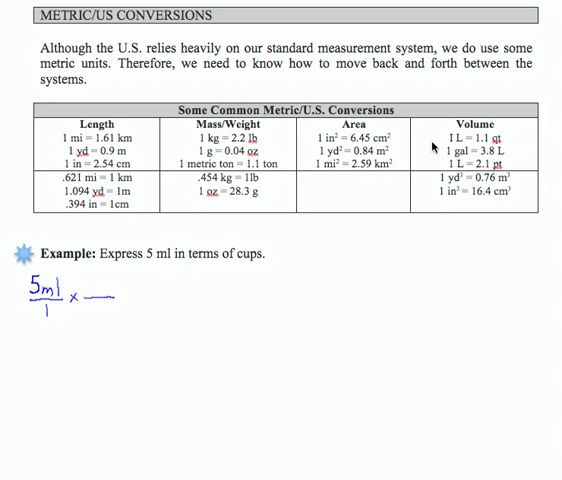 METRIC/US CONVERSIONS
Although the U.S. relies heavily on our standard measurement system, we do use some
metric units. Therefore, we need to know how to move back and forth between the
systems.
Some Common Metric/U.S. Conversions
Length Mass/Weight Area Volume
1 mi = 1.61 km 1 kg = 2.2 lb 1 in² = 6.45 cm² 1 L = 1.1 qt
1 yd = 0.9 m 1 g = 0.04 oz 1 yd² = 0.84 m² 1 gal = 3.8 L
1 in = 2.54 cm 1 metric ton = 1.1 ton 1 mi² = 2.59 km² 1 L = 2.1 pt
.621 mi = 1 km .454 kg = 1lb 1 yd³ = 0.76 m³
1.094 yd = 1m 1 oz = 28.3 g 1 in³ = 16.4 cm³
.394 in = 1cm
Example: Express 5 ml in terms of cups.
5ml
× —
1